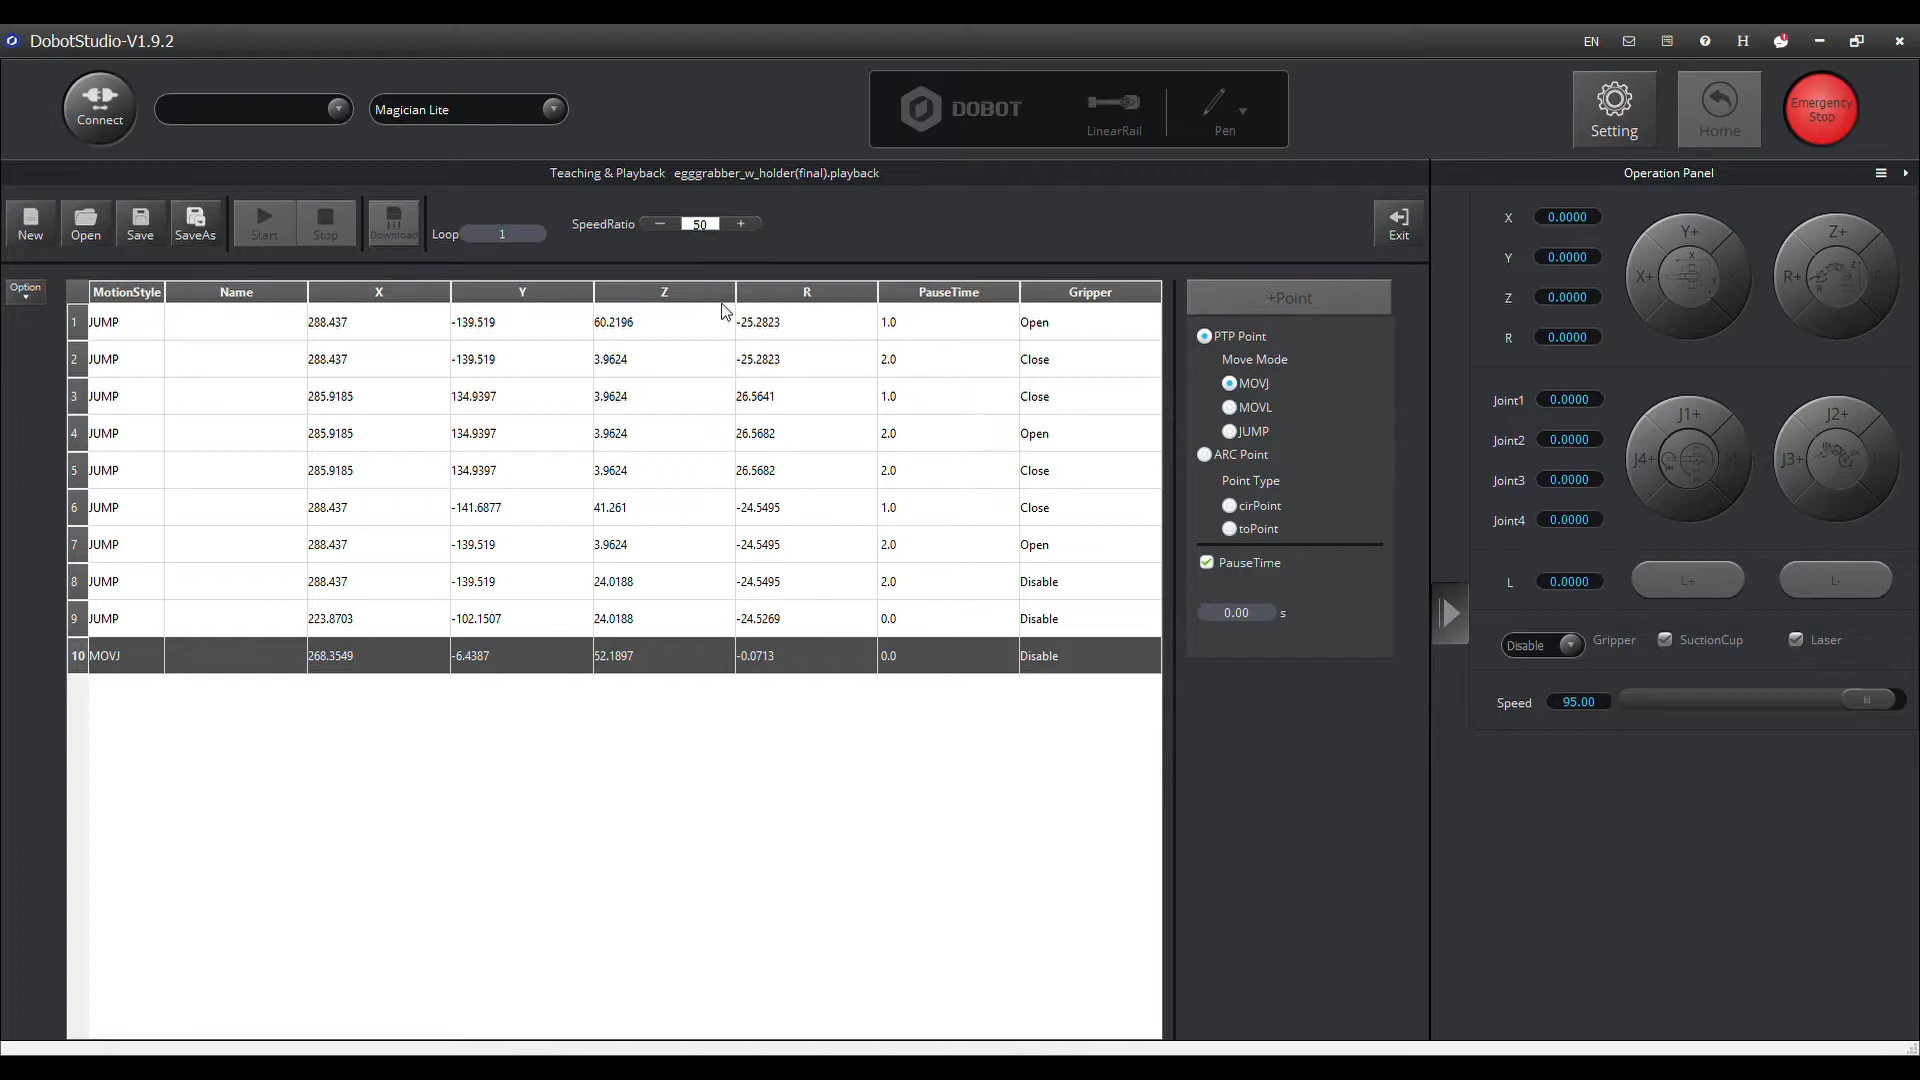 DobotStudio-V1.9.2
EN
H
Connect
Magician Lite
DOBOT
LinearRail
Pen
Setting
Home
Emergency
Stop
Teaching & Playback egggrabber_w_holder(final).playback
Operation Panel
New
Open
Save
SaveAs
Start
Stop
Download
Loop 1
SpeedRatio − 50 +
Exit
Option
MotionStyle Name X Y Z R PauseTime Gripper
1 JUMP 288.437 -139.519 60.2196 -25.2823 1.0 Open
2 JUMP 288.437 -139.519 3.9624 -25.2823 2.0 Close
3 JUMP 285.9185 134.9397 3.9624 26.5641 1.0 Close
4 JUMP 285.9185 134.9397 3.9624 26.5682 2.0 Open
5 JUMP 285.9185 134.9397 3.9624 26.5682 2.0 Close
6 JUMP 288.437 -141.6877 41.261 -24.5495 1.0 Close
7 JUMP 288.437 -139.519 3.9624 -24.5495 2.0 Open
8 JUMP 288.437 -139.519 24.0188 -24.5495 2.0 Disable
9 JUMP 223.8703 -102.1507 24.0188 -24.5269 0.0 Disable
10 MOVJ 268.3549 -6.4387 52.1897 -0.0713 0.0 Disable
+Point
PTP Point
Move Mode
MOVJ
MOVL
JUMP
ARC Point
Point Type
cirPoint
toPoint
PauseTime
0.00 s
X 0.0000
Y 0.0000
Z 0.0000
R 0.0000
Y+
X+
Z+
R+
Joint1 0.0000
Joint2 0.0000
Joint3 0.0000
Joint4 0.0000
J1+
J4+
J2+
J3+
L 0.0000 L+ L-
Disable Gripper SuctionCup Laser
Speed 95.00